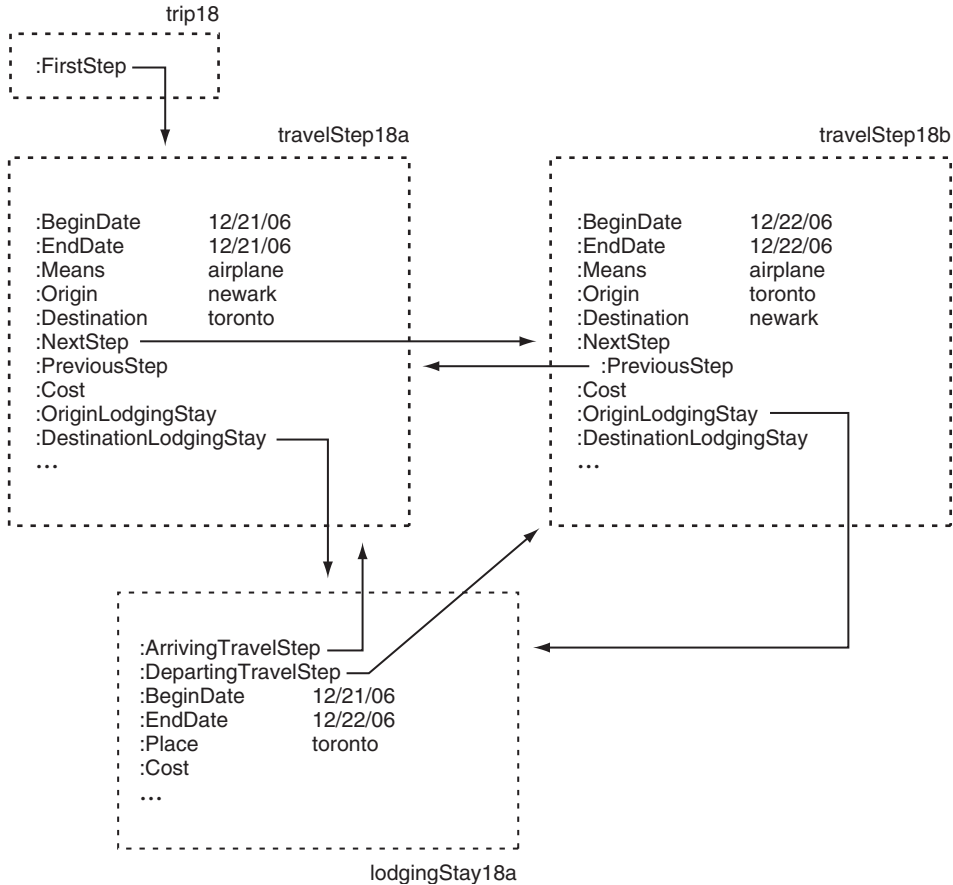 trip18
:FirstStep
travelStep18a
:BeginDate 12/21/06
:EndDate 12/21/06
:Means airplane
:Origin newark
:Destination toronto
:NextStep
:PreviousStep
:Cost
:OriginLodgingStay
:DestinationLodgingStay
...
travelStep18b
:BeginDate 12/22/06
:EndDate 12/22/06
:Means airplane
:Origin toronto
:Destination newark
:NextStep
:PreviousStep
:Cost
:OriginLodgingStay
:DestinationLodgingStay
...
:ArrivingTravelStep
:DepartingTravelStep
:BeginDate 12/21/06
:EndDate 12/22/06
:Place toronto
:Cost
...
lodgingStay18a